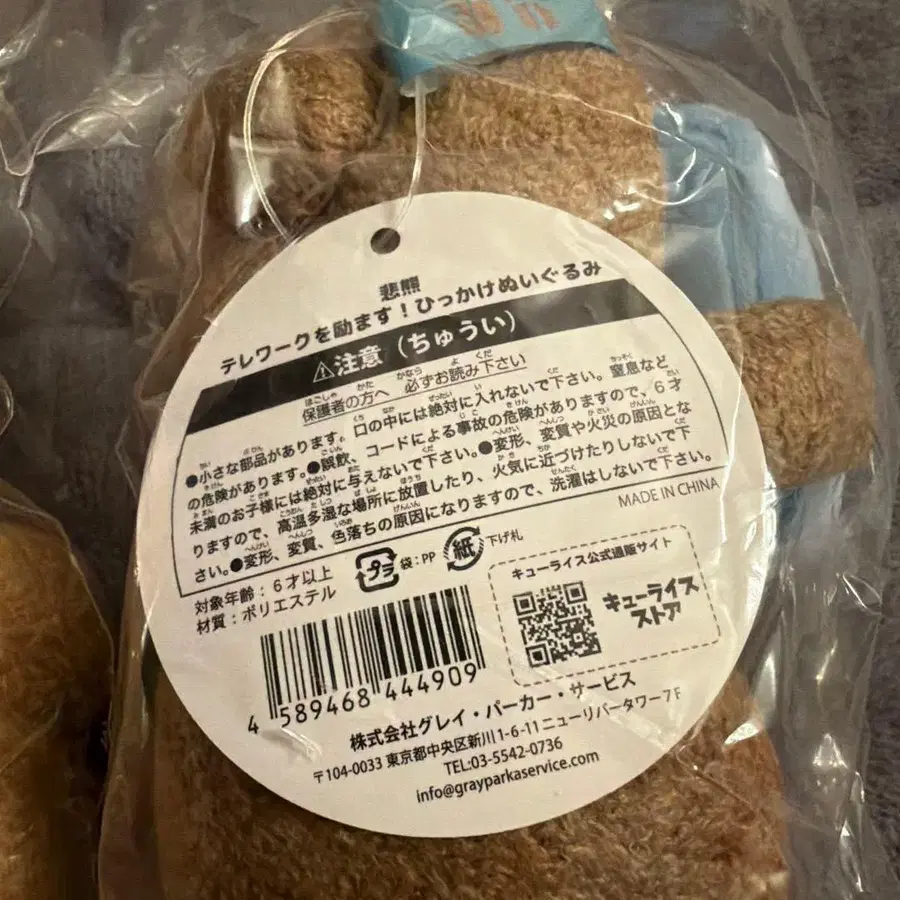 悲熊
悲熊
テレワークを励ます！ひっかけぬいぐるみ
⚠注意（ちゅうい）
保護者の方へ 必ずお読み下さい
●小さな部品があります。口の中には絶対に入れないで下さい。窒息など
の危険があります。●誤飲、コードによる事故の危険がありますので、6才
未満のお子様には絶対に与えないで下さい。●変形、変質や火災の原因とな
りますので、高温多湿な場所に放置したり、火気に近づけたりしないで下
さい。●変形、変質、色落ちの原因になりますので、洗濯はしないで下さい。
MADE IN CHINA
対象年齢：6才以上
材質：ポリエステル
プラ 袋：PP 紙 下げ札
キューライス公式通販サイト
キューライス
ストア
4 589468 444909
株式会社グレイ・パーカー・サービス
〒104-0033 東京都中央区新川1-6-11 ニューリバータワー7F
TEL:03-5542-0736
info@grayparkaservice.com